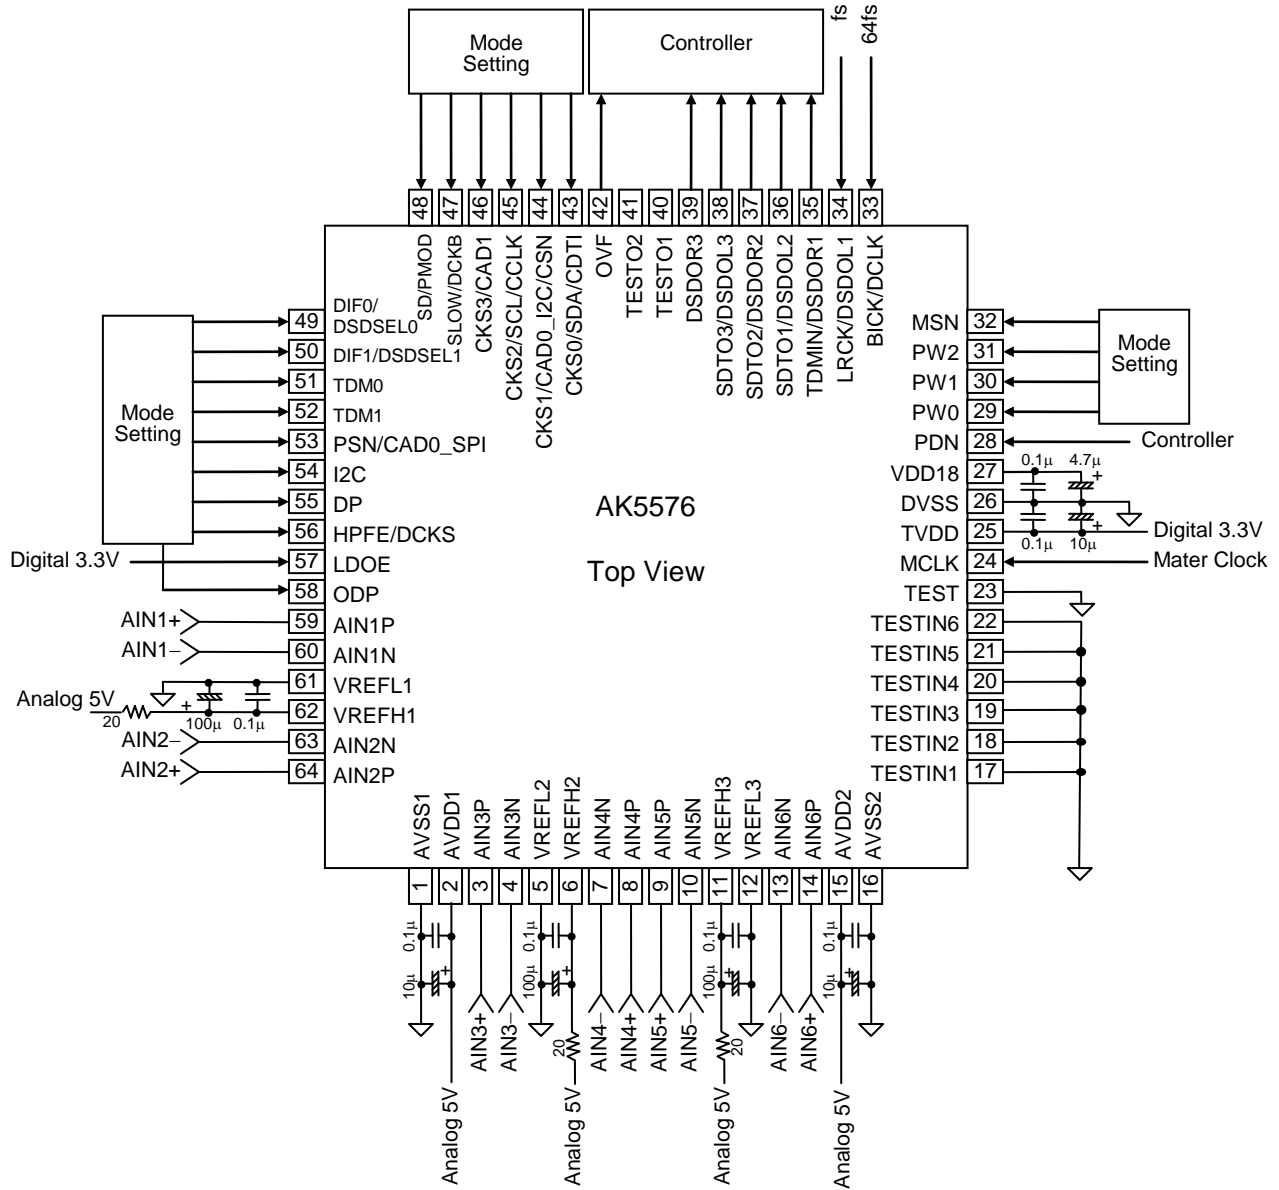 Mode
Setting
Controller
fs
64fs
48
47
46
45
44
43
42
41
40
39
38
37
36
35
34
33
SD/PMOD
SLOW/DCKB
CKS3/CAD1
CKS2/SCL/CCLK
CKS1/CAD0_I2C/CSN
CKS0/SDA/CDTI
OVF
TESTO2
TESTO1
DSDOR3
SDTO3/DSDOL3
SDTO2/DSDOR2
SDTO1/DSDOL2
TDMIN/DSDOR1
LRCK/DSDOL1
BICK/DCLK
Mode
Setting
49
DIF0/
DSDSEL0
50
DIF1/DSDSEL1
51
TDM0
52
TDM1
53
PSN/CAD0_SPI
54
I2C
55
DP
56
HPFE/DCKS
Digital 3.3V
57
LDOE
58
ODP
AIN1+
59
AIN1P
AIN1−
60
AIN1N
61
VREFL1
Analog 5V
20
+
100µ
0.1µ
62
VREFH1
AIN2−
63
AIN2N
AIN2+
64
AIN2P
AK5576
Top View
MSN
32
PW2
31
PW1
30
PW0
29
Mode
Setting
PDN
28
Controller
VDD18
27
0.1µ
4.7µ
+
DVSS
26
TVDD
25
0.1µ
10µ
+
Digital 3.3V
MCLK
24
Mater Clock
TEST
23
TESTIN6
22
TESTIN5
21
TESTIN4
20
TESTIN3
19
TESTIN2
18
TESTIN1
17
AVSS1
AVDD1
AIN3P
AIN3N
VREFL2
VREFH2
AIN4N
AIN4P
AIN5P
AIN5N
VREFH3
VREFL3
AIN6N
AIN6P
AVDD2
AVSS2
1
2
3
4
5
6
7
8
9
10
11
12
13
14
15
16
0.1µ
0.1µ
0.1µ
0.1µ
10µ
+
100µ
+
100µ
+
10µ
+
AIN3+
AIN3−
20
AIN4−
AIN4+
AIN5+
AIN5−
20
AIN6−
AIN6+
Analog 5V
Analog 5V
Analog 5V
Analog 5V